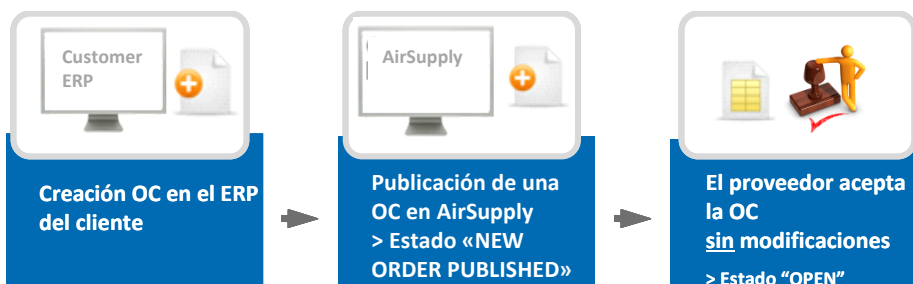 Customer
ERP
Creación OC en el ERP
del cliente
AirSupply
Publicación de una
OC en AirSupply
> Estado «NEW
ORDER PUBLISHED»
El proveedor acepta
la OC
sin modificaciones
> Estado “OPEN”